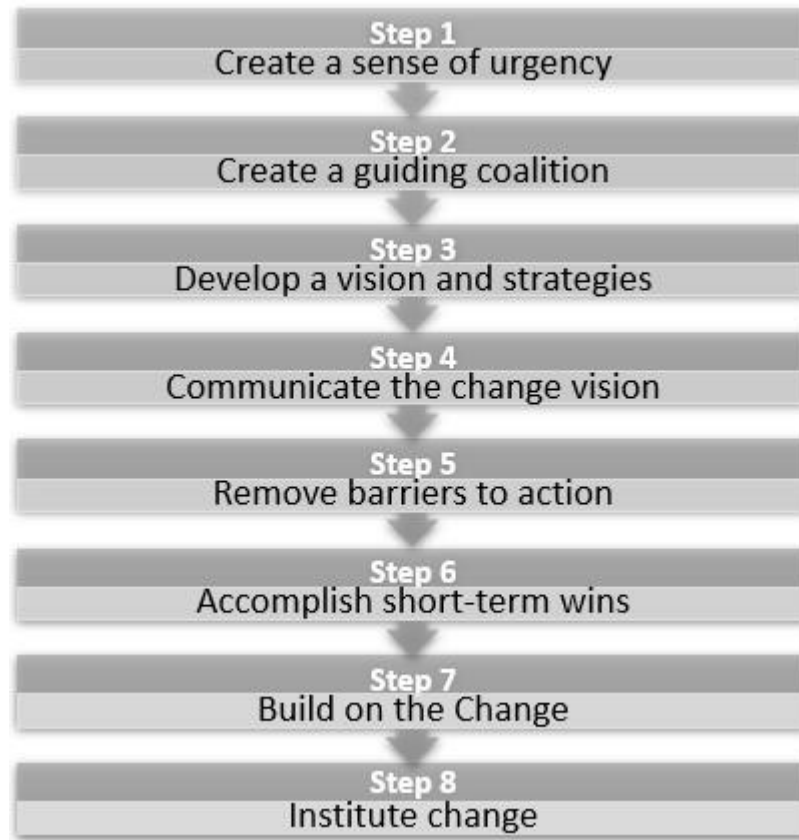 Step 1
Create a sense of urgency
Step 2
Create a guiding coalition
Step 3
Develop a vision and strategies
Step 4
Communicate the change vision
Step 5
Remove barriers to action
Step 6
Accomplish short-term wins
Step 7
Build on the Change
Step 8
Institute change